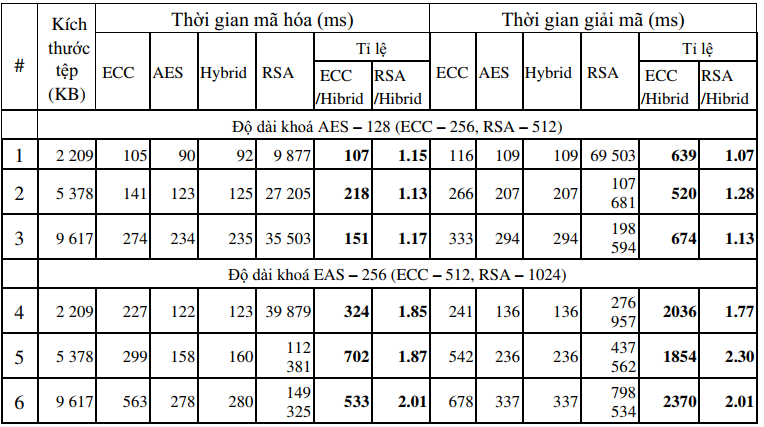 # Kích thước tệp (KB) Thời gian mã hóa (ms) Thời gian giải mã (ms)
ECC AES Hybrid RSA Tỉ lệ ECC AES Hybrid RSA Tỉ lệ
ECC /Hibrid RSA /Hibrid ECC /Hibrid RSA /Hibrid
Độ dài khoá AES – 128 (ECC – 256, RSA – 512)
1 2 209 105 90 92 9 877 107 1.15 116 109 109 69 503 639 1.07
2 5 378 141 123 125 27 205 218 1.13 266 207 207 107 681 520 1.28
3 9 617 274 234 235 35 503 151 1.17 333 294 294 198 594 674 1.13
Độ dài khoá EAS – 256 (ECC – 512, RSA – 1024)
4 2 209 227 122 123 39 879 324 1.85 241 136 136 276 957 2036 1.77
5 5 378 299 158 160 112 381 702 1.87 542 236 236 437 562 1854 2.30
6 9 617 563 278 280 149 325 533 2.01 678 337 337 798 534 2370 2.01